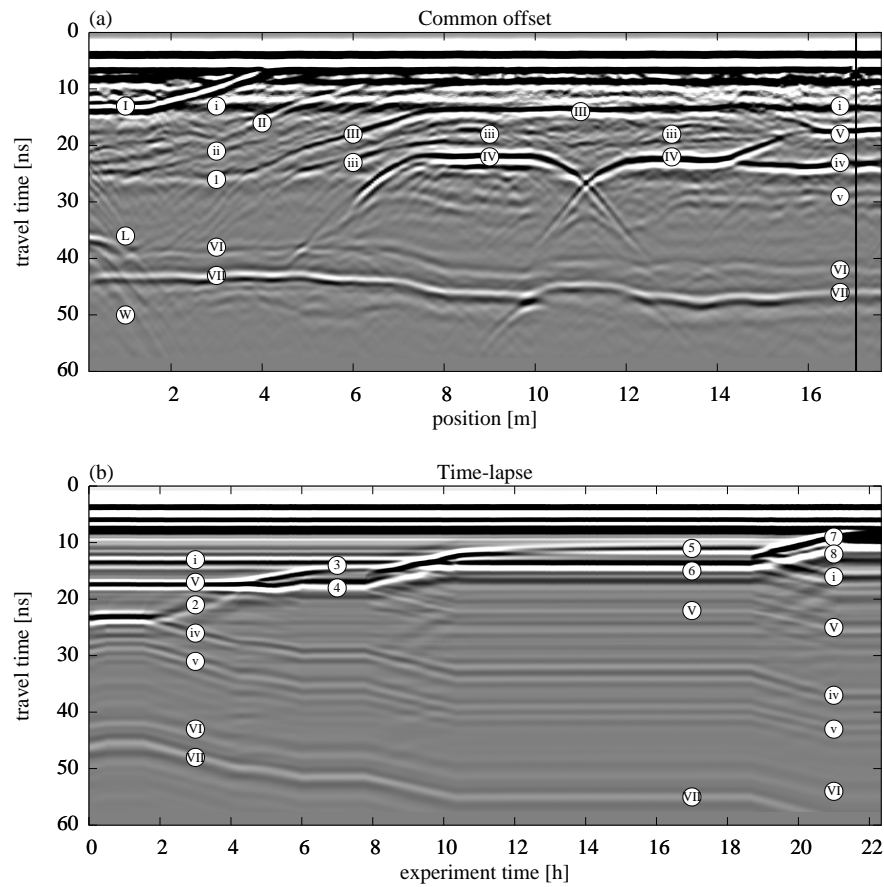 (a) Common offset
0
10
20
30
40
50
60
travel time [ns]
I i II III III iii iii i
ii iii IV IV V
1 iv
L VI v
VII VI
W VII
2 4 6 8 10 12 14 16
position [m]
(b) Time-lapse
0
10
20
30
40
50
60
travel time [ns]
i 3 5 7
V 4 6 8
2 V i
iv V
v iv
VI v
VII VII VI
0 2 4 6 8 10 12 14 16 18 20 22
experiment time [h]